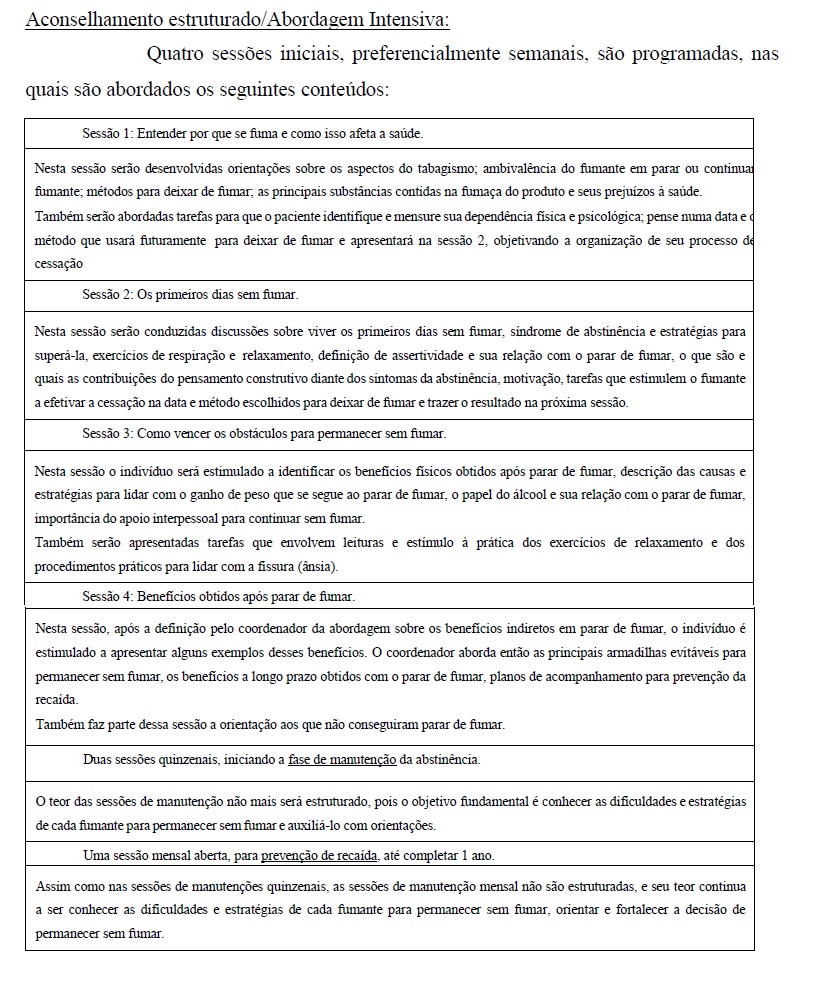 Aconselhamento estruturado/Abordagem Intensiva:
Quatro sessões iniciais, preferencialmente semanais, são programadas, nas
quais são abordados os seguintes conteúdos:
Sessão 1: Entender por que se fuma e como isso afeta a saúde.
Nesta sessão serão desenvolvidas orientações sobre os aspectos do tabagismo; ambivalência do fumante em parar ou continuar
fumante; métodos para deixar de fumar; as principais substâncias contidas na fumaça do produto e seus prejuízos à saúde.
Também serão abordadas tarefas para que o paciente identifique e mensure sua dependência física e psicológica; pense numa data e o
método que usará futuramente para deixar de fumar e apresentará na sessão 2, objetivando a organização de seu processo de
cessação
Sessão 2: Os primeiros dias sem fumar.
Nesta sessão serão conduzidas discussões sobre viver os primeiros dias sem fumar, síndrome de abstinência e estratégias para
superá-la, exercícios de respiração e relaxamento, definição de assertividade e sua relação com o parar de fumar, o que são e
quais as contribuições do pensamento construtivo diante dos sintomas da abstinência, motivação, tarefas que estimulem o fumante
a efetivar a cessação na data e método escolhidos para deixar de fumar e trazer o resultado na próxima sessão.
Sessão 3: Como vencer os obstáculos para permanecer sem fumar.
Nesta sessão o indivíduo será estimulado a identificar os benefícios físicos obtidos após parar de fumar, descrição das causas e
estratégias para lidar com o ganho de peso que se segue ao parar de fumar, o papel do álcool e sua relação com o parar de fumar,
importância do apoio interpessoal para continuar sem fumar.
Também serão apresentadas tarefas que envolvem leituras e estímulo à prática dos exercícios de relaxamento e dos
procedimentos práticos para lidar com a fissura (ânsia).
Sessão 4: Benefícios obtidos após parar de fumar.
Nesta sessão, após a definição pelo coordenador da abordagem sobre os benefícios indiretos em parar de fumar, o indivíduo é
estimulado a apresentar alguns exemplos desses benefícios. O coordenador aborda então as principais armadilhas evitáveis para
permanecer sem fumar, os benefícios a longo prazo obtidos com o parar de fumar, planos de acompanhamento para prevenção da
recaída.
Também faz parte dessa sessão a orientação aos que não conseguiram parar de fumar.
Duas sessões quinzenais, iniciando a fase de manutenção da abstinência.
O teor das sessões de manutenção não mais será estruturado, pois o objetivo fundamental é conhecer as dificuldades e estratégias
de cada fumante para permanecer sem fumar e auxiliá-lo com orientações.
Uma sessão mensal aberta, para prevenção de recaída, até completar 1 ano.
Assim como nas sessões de manutenções quinzenais, as sessões de manutenção mensal não são estruturadas, e seu teor continua
a ser conhecer as dificuldades e estratégias de cada fumante para permanecer sem fumar, orientar e fortalecer a decisão de
permanecer sem fumar.